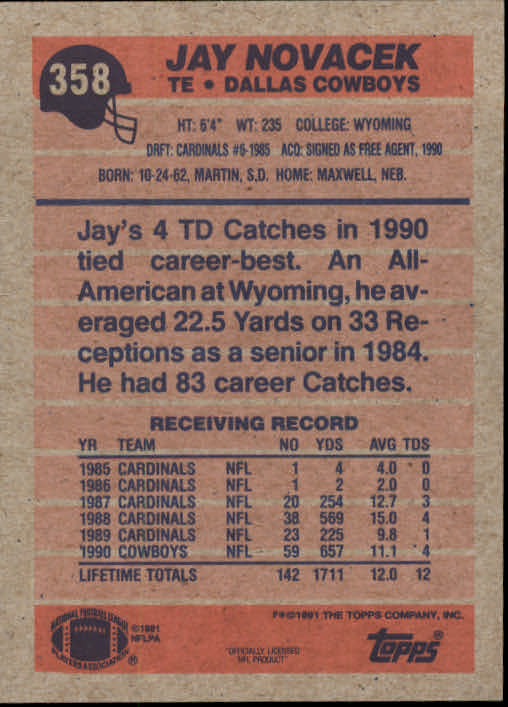 358
JAY NOVACEK
TE • DALLAS COWBOYS
HT: 6'4" WT: 235 COLLEGE: WYOMING
DRFT: CARDINALS #6-1985 ACQ: SIGNED AS FREE AGENT, 1990
BORN: 10-24-62, MARTIN, S.D. HOME: MAXWELL, NEB.
Jay's 4 TD Catches in 1990
tied career-best. An All-
American at Wyoming, he av-
eraged 22.5 Yards on 33 Re-
ceptions as a senior in 1984.
He had 83 career Catches.
RECEIVING RECORD
YR TEAM NO YDS AVG TDS
1985 CARDINALS NFL 1 4 4.0 0
1986 CARDINALS NFL 1 2 2.0 0
1987 CARDINALS NFL 20 254 12.7 3
1988 CARDINALS NFL 38 569 15.0 4
1989 CARDINALS NFL 23 225 9.8 1
1990 COWBOYS NFL 59 657 11.1 4
LIFETIME TOTALS 142 1711 12.0 12
NATIONAL FOOTBALL LEAGUE
PLAYERS ASSOCIATION
®
©1991
NFLPA
F*©1991 THE TOPPS COMPANY, INC.
"OFFICIALLY LICENSED
NFL PRODUCT"
topps®